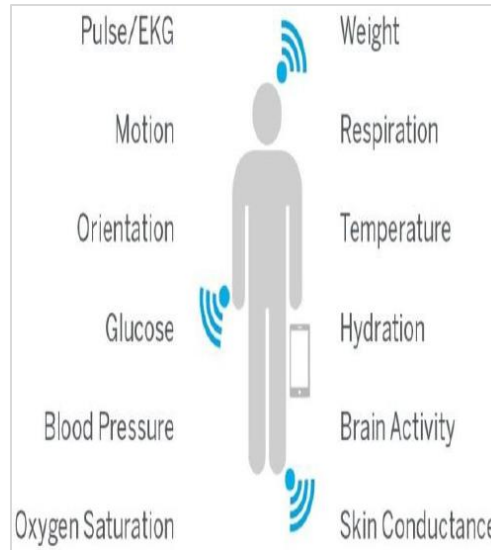 Pulse/EKG
Weight
Motion
Respiration
Orientation
Temperature
Glucose
Hydration
Blood Pressure
Brain Activity
Oxygen Saturation
Skin Conductance